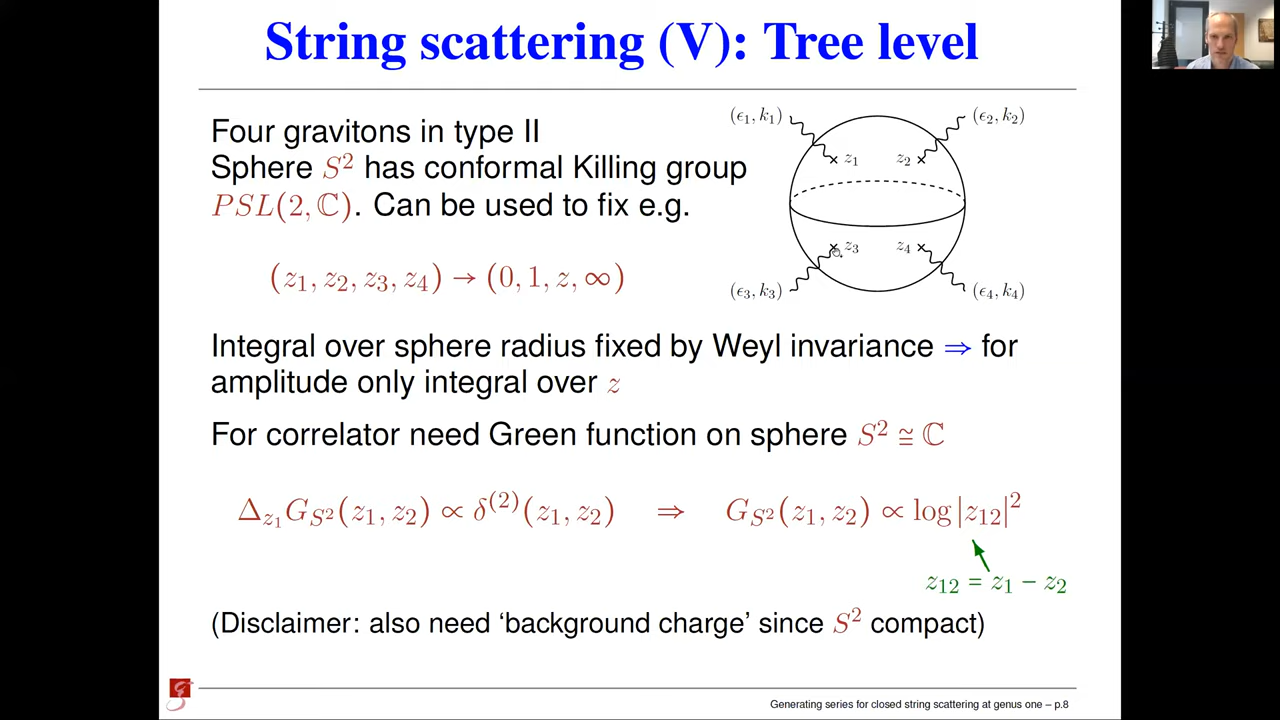 String scattering (V): Tree level
Four gravitons in type II
Sphere S² has conformal Killing group
PSL(2, ℂ). Can be used to fix e.g.
(z₁, z₂, z₃, z₄) → (0, 1, z, ∞)
(ϵ₁, k₁)
(ϵ₂, k₂)
z₁
z₂
z₃
z₄
(ϵ₃, k₃)
(ϵ₄, k₄)
Integral over sphere radius fixed by Weyl invariance ⇒ for
amplitude only integral over z
For correlator need Green function on sphere S² ≅ ℂ
Δ_{z₁}G_{S²}(z₁, z₂) ∝ δ⁽²⁾(z₁, z₂) ⇒ G_{S²}(z₁, z₂) ∝ log|z₁₂|²
z₁₂ = z₁ − z₂
(Disclaimer: also need ‘background charge’ since S² compact)
Generating series for closed string scattering at genus one – p.8